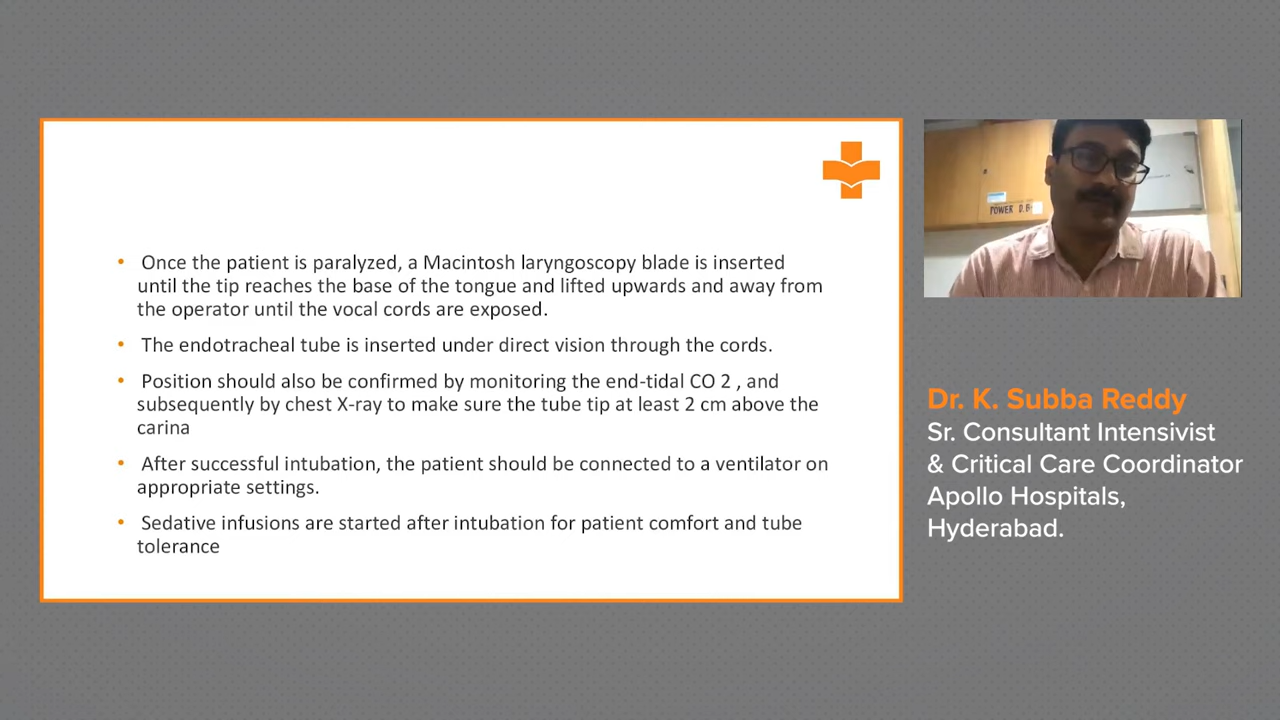 • Once the patient is paralyzed, a Macintosh laryngoscopy blade is inserted
until the tip reaches the base of the tongue and lifted upwards and away from
the operator until the vocal cords are exposed.
• The endotracheal tube is inserted under direct vision through the cords.
• Position should also be confirmed by monitoring the end-tidal CO 2 , and
subsequently by chest X-ray to make sure the tube tip at least 2 cm above the
carina
• After successful intubation, the patient should be connected to a ventilator on
appropriate settings.
• Sedative infusions are started after intubation for patient comfort and tube
tolerance
POWER D.B
Dr. K. Subba Reddy
Sr. Consultant Intensivist
& Critical Care Coordinator
Apollo Hospitals,
Hyderabad.